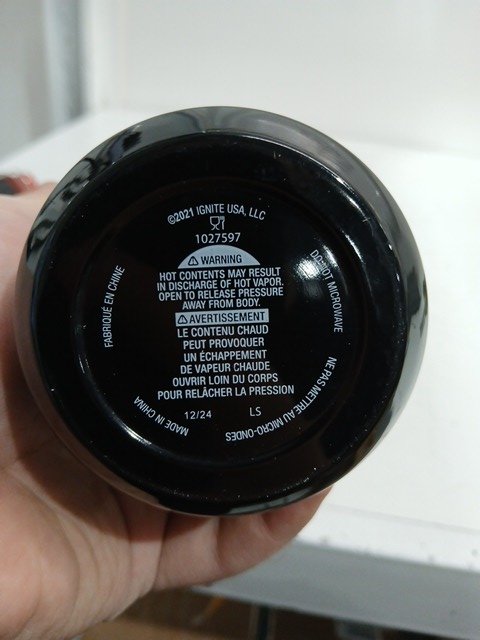 ©2021 IGNITE USA, LLC
1027597
WARNING
HOT CONTENTS MAY RESULT
IN DISCHARGE OF HOT VAPOR.
OPEN TO RELEASE PRESSURE
AWAY FROM BODY.
AVERTISSEMENT
LE CONTENU CHAUD
PEUT PROVOQUER
UN ÉCHAPPEMENT
DE VAPEUR CHAUDE
OUVRIR LOIN DU CORPS
POUR RELÂCHER LA PRESSION
12/24 LS
FABRIQUÉ EN CHINE
DO NOT MICROWAVE
NE PAS METTRE AU MICRO-ONDES
MADE IN CHINA